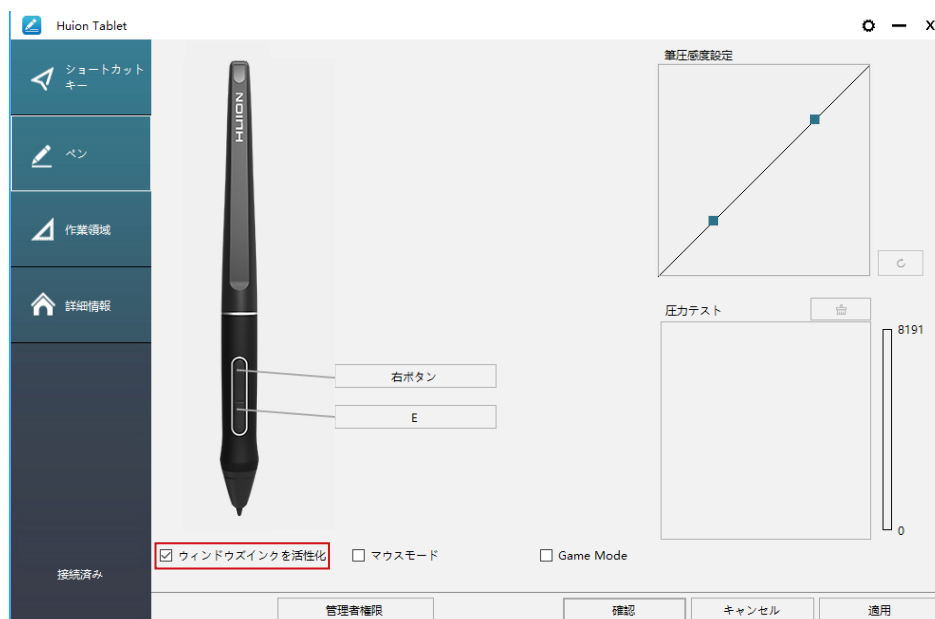 Huion Tablet
X
ショートカット
キー
ペン
作業領域
詳細情報
接続済み
HUION
右ボタン
E
筆圧感度設定
圧力テスト
8191
0
ウィンドウズインクを活性化
マウスモード
Game Mode
管理者権限
確認
キャンセル
適用